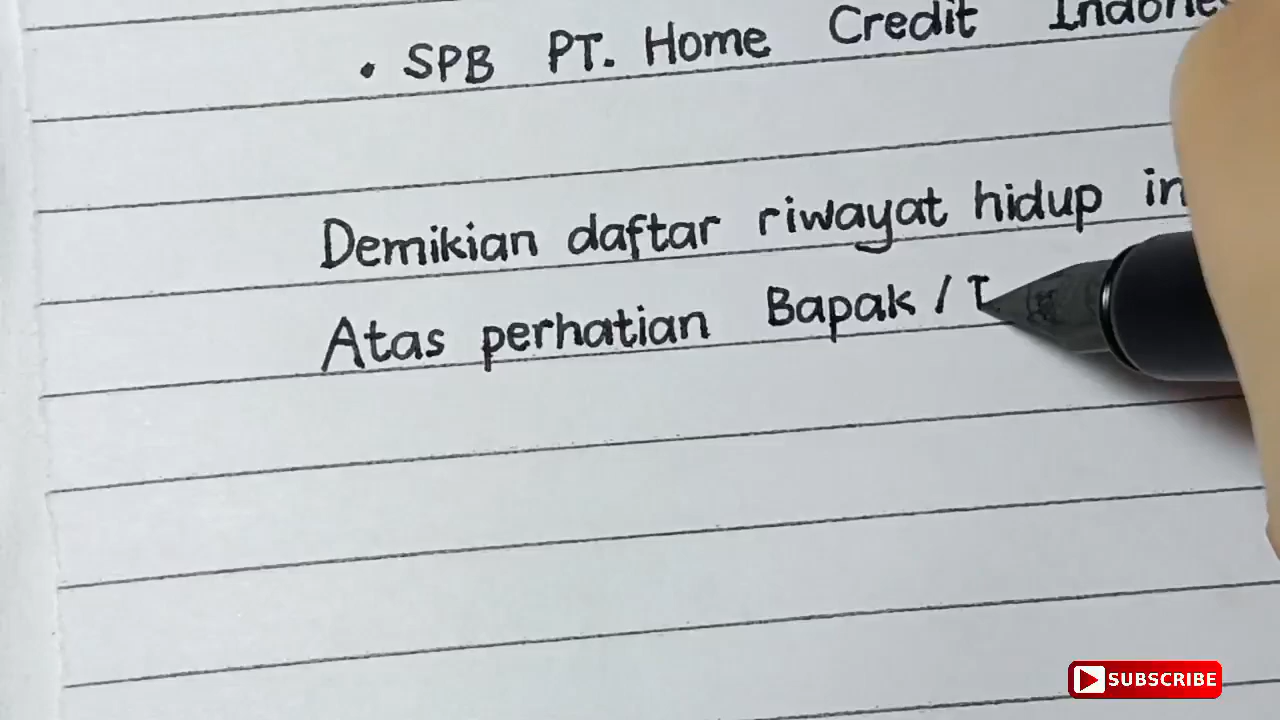 • SPB PT. Home Credit
Demikian daftar riwayat hidup
Atas perhatian Bapak /
SUBSCRIBE